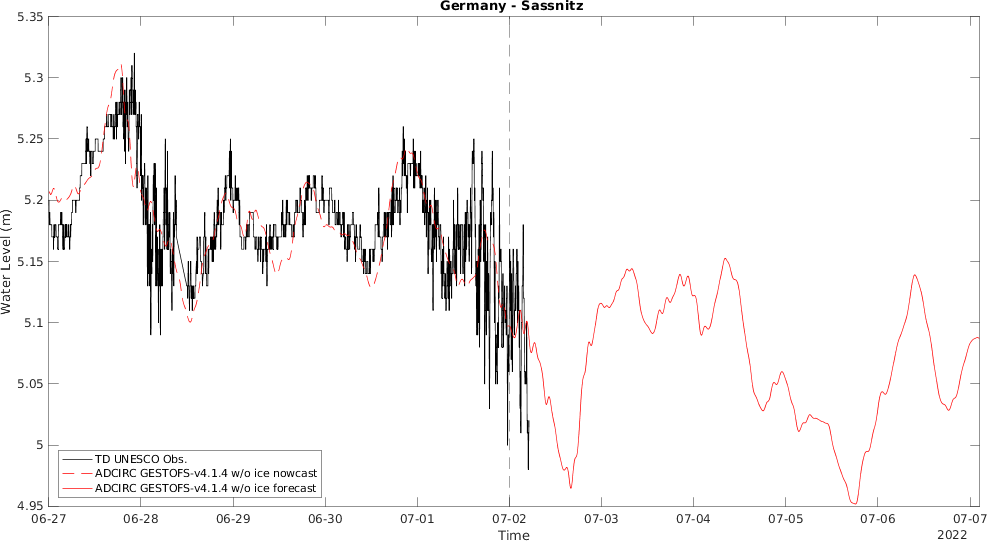 Germany - Sassnitz
5.35
5.3
5.25
5.2
5.15
5.1
5.05
5
4.95
Water Level (m)
TD UNESCO Obs.
ADCIRC GESTOFS-v4.1.4 w/o ice nowcast
ADCIRC GESTOFS-v4.1.4 w/o ice forecast
06-27 06-28 06-29 06-30 07-01 07-02 07-03 07-04 07-05 07-06 07-07
Time
2022